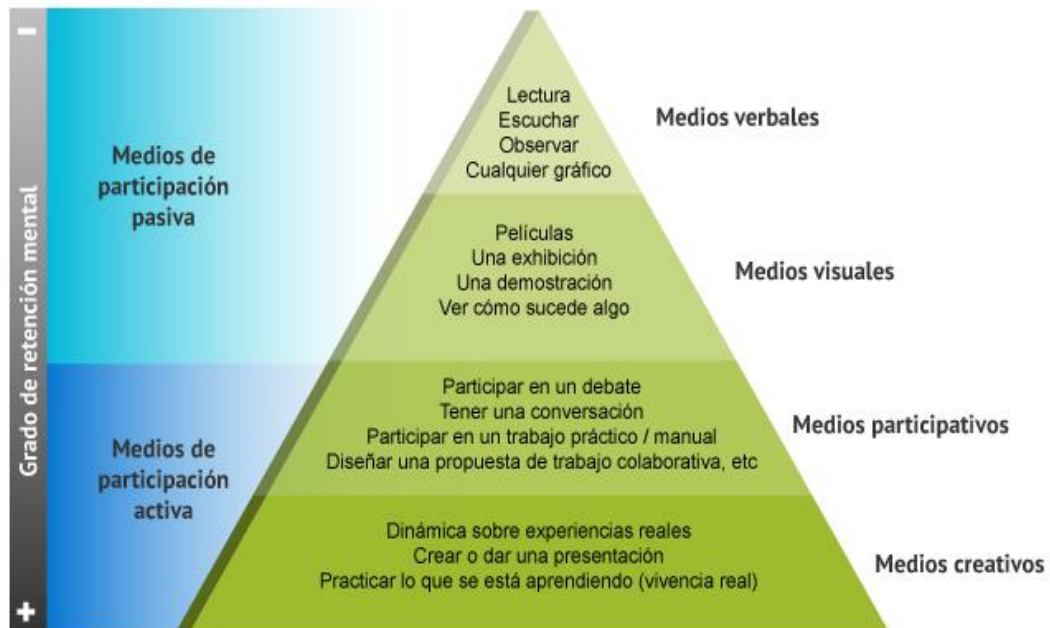 −
Grado de retención mental
+
Medios de
participación
pasiva
Medios de
participación
activa
Lectura
Escuchar
Observar
Cualquier gráfico
Medios verbales
Películas
Una exhibición
Una demostración
Ver cómo sucede algo
Medios visuales
Participar en un debate
Tener una conversación
Participar en un trabajo práctico / manual
Diseñar una propuesta de trabajo colaborativa, etc
Medios participativos
Dinámica sobre experiencias reales
Crear o dar una presentación
Practicar lo que se está aprendiendo (vivencia real)
Medios creativos